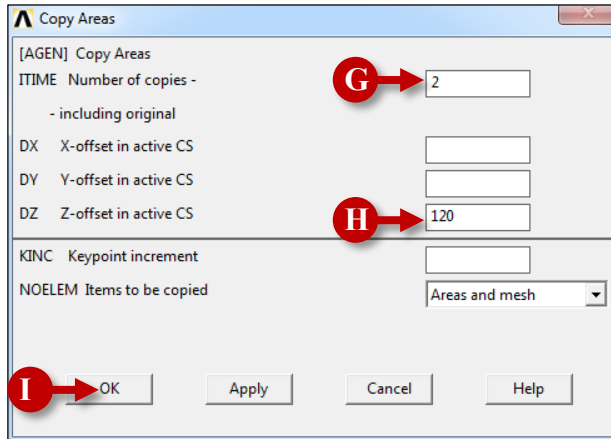 Copy Areas
[AGEN] Copy Areas
ITIME Number of copies - G 2
- including original
DX X-offset in active CS
DY Y-offset in active CS
DZ Z-offset in active CS H 120
KINC Keypoint increment
NOELEM Items to be copied Areas and mesh
I OK Apply Cancel Help